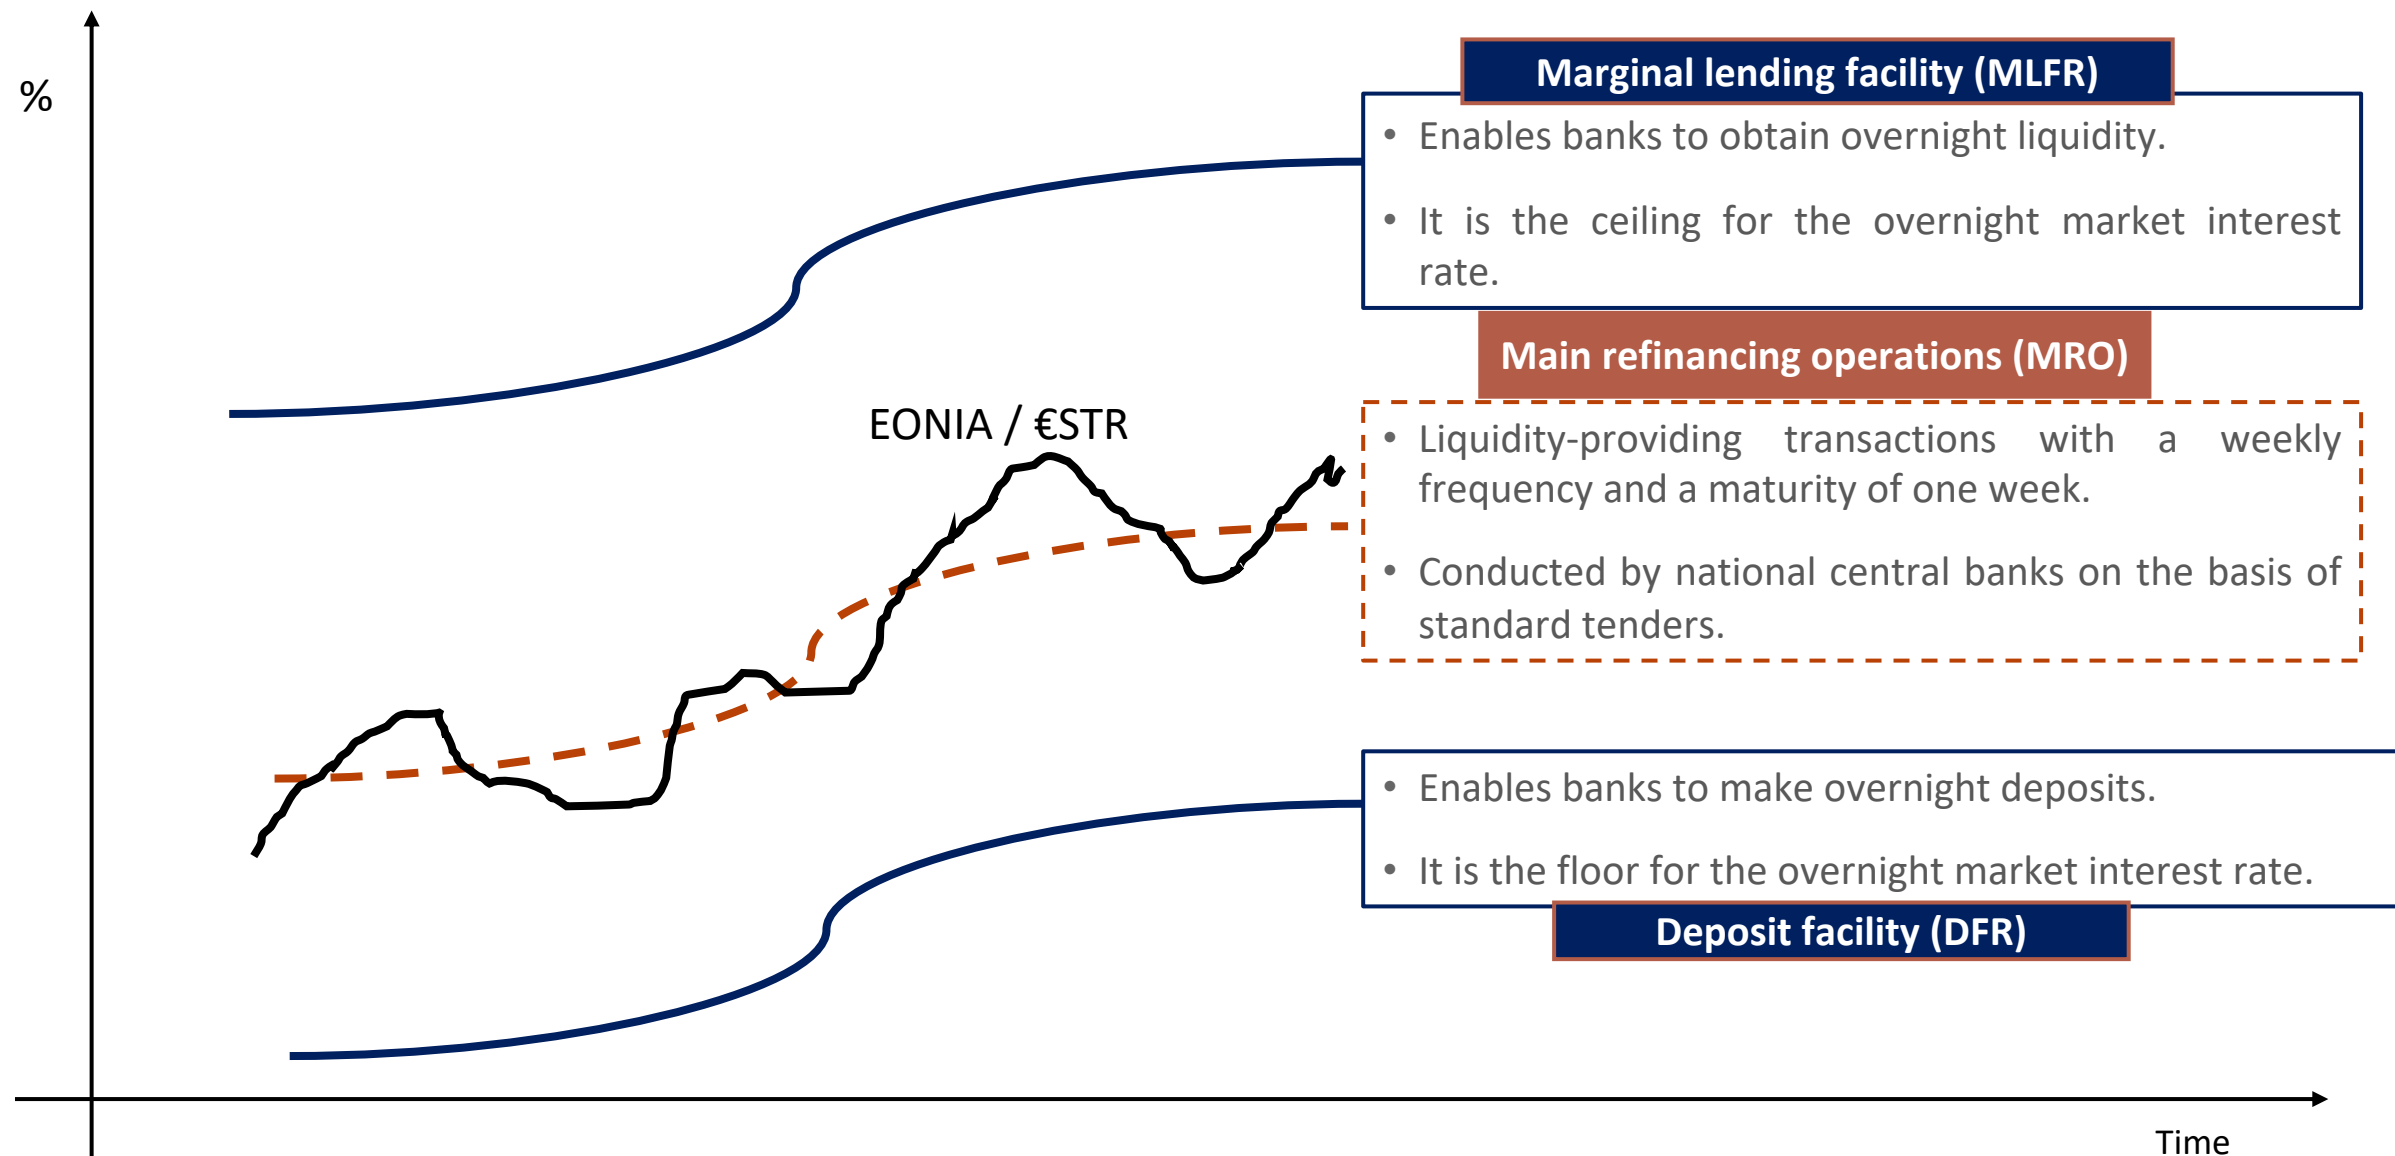 %
Marginal lending facility (MLFR)
• Enables banks to obtain overnight liquidity.
• It is the ceiling for the overnight market interest
rate.
Main refinancing operations (MRO)
EONIA / €STR
• Liquidity-providing transactions with a weekly
frequency and a maturity of one week.
• Conducted by national central banks on the basis of
standard tenders.
• Enables banks to make overnight deposits.
• It is the floor for the overnight market interest rate.
Deposit facility (DFR)
Time